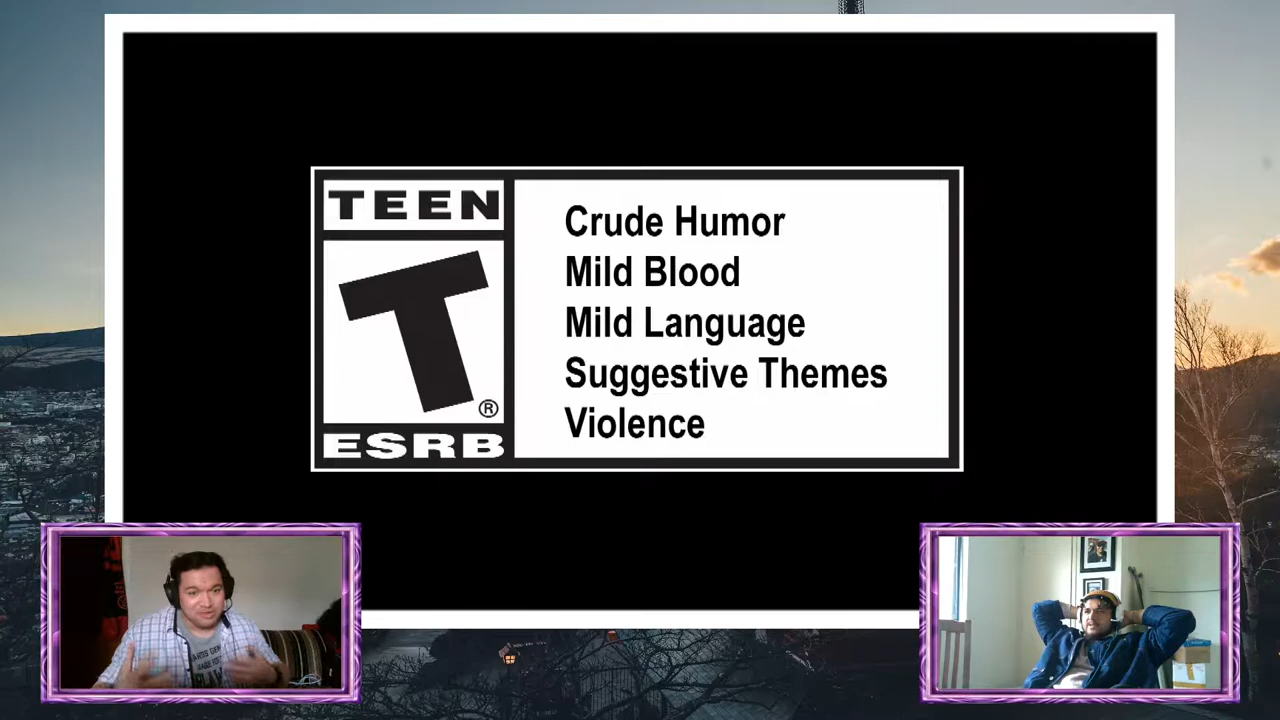 TEEN
T®
ESRB
Crude Humor
Mild Blood
Mild Language
Suggestive Themes
Violence